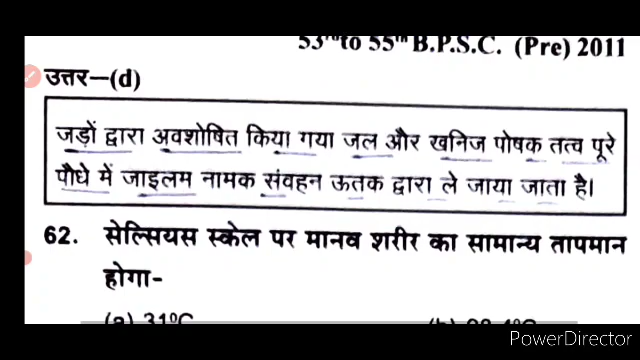 53rd to 55th B.P.S.C. (Pre) 2011
उत्तर–(d)
जड़ों द्वारा अवशोषित किया गया जल और खनिज पोषक तत्व पूरे
पौधे में जाइलम नामक संवहन ऊतक द्वारा ले जाया जाता है।
62. सेल्सियस स्केल पर मानव शरीर का सामान्य तापमान
होगा-
(a) 31°C
PowerDirector